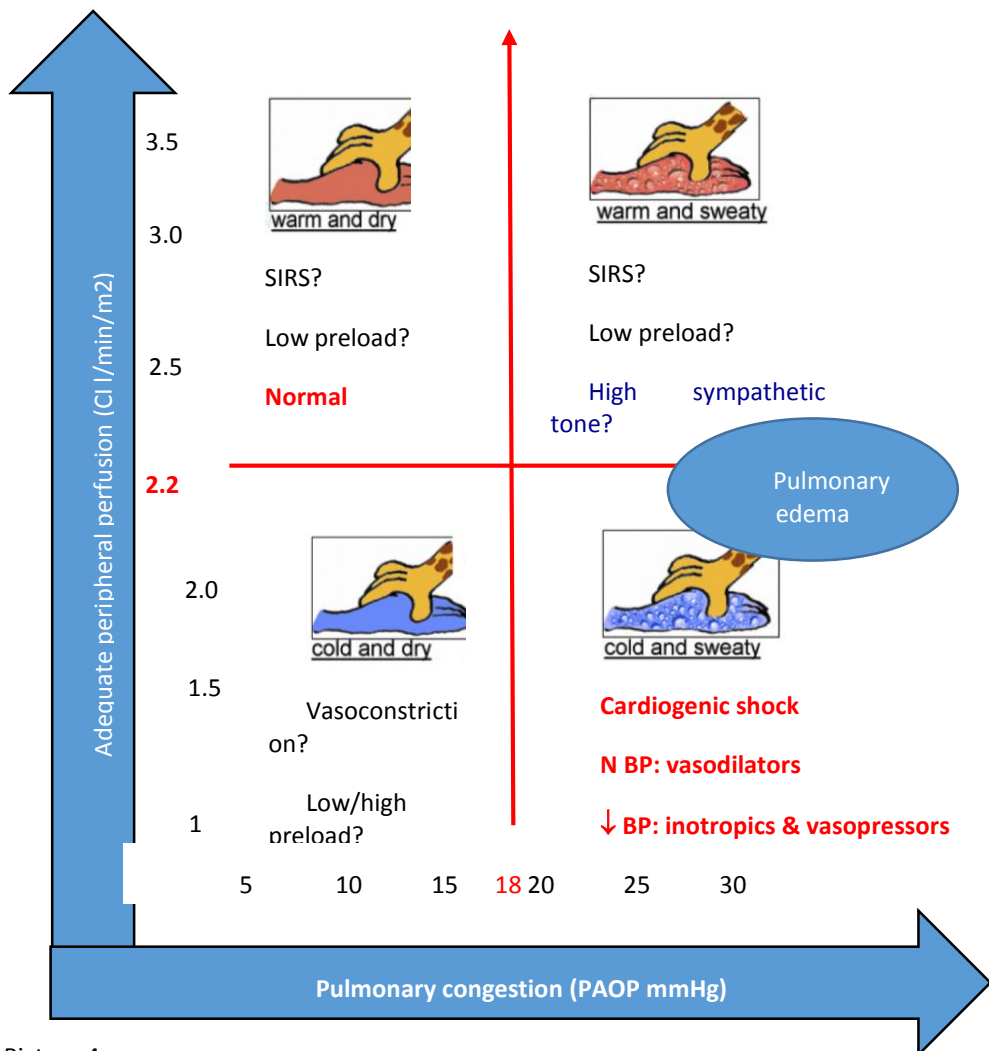 Adequate peripheral perfusion (CI l/min/m2)
3.5
3.0
2.5
2.2
2.0
1.5
1
warm and dry
SIRS?
Low preload?
Normal
warm and sweaty
SIRS?
Low preload?
High sympathetic
tone?
Pulmonary
edema
cold and dry
Vasoconstricti
on?
Low/high
preload?
cold and sweaty
Cardiogenic shock
N BP: vasodilators
↓ BP: inotropics & vasopressors
5 10 15 18 20 25 30
Pulmonary congestion (PAOP mmHg)